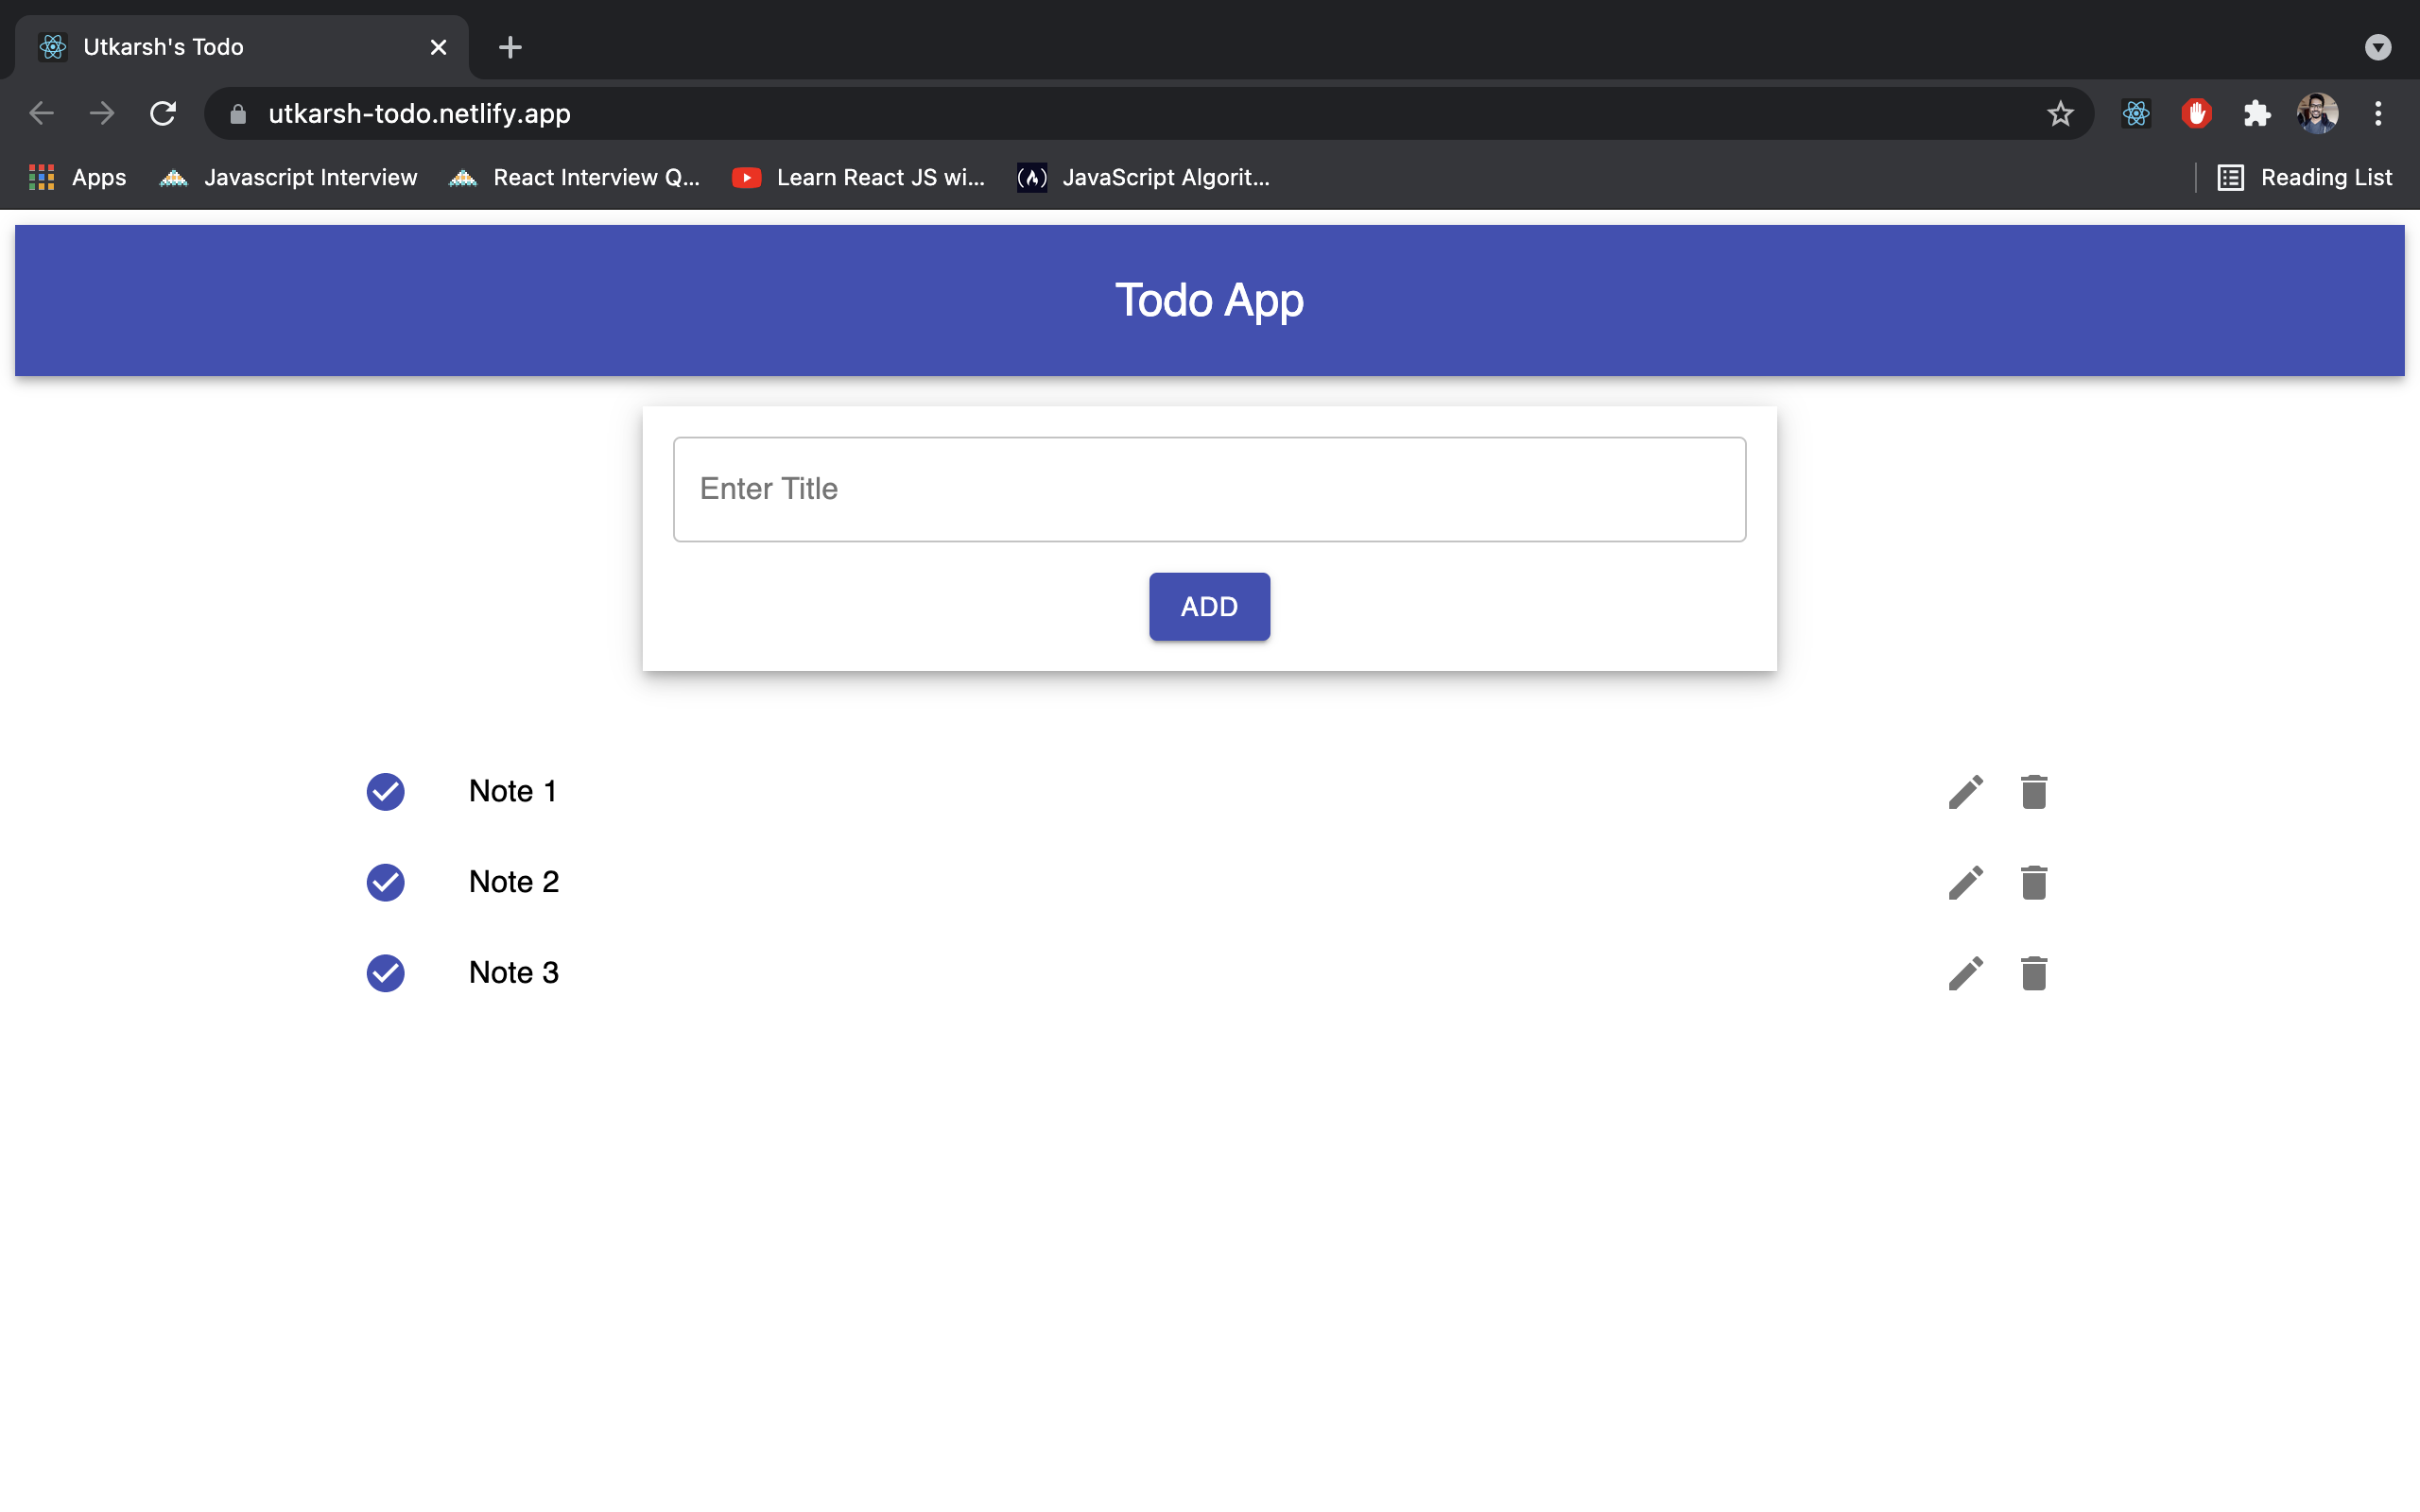 Utkarsh's Todo
utkarsh-todo.netlify.app
Apps Javascript Interview React Interview Q... Learn React JS wi... JavaScript Algorit... Reading List
Todo App
Enter Title
ADD
Note 1
Note 2
Note 3